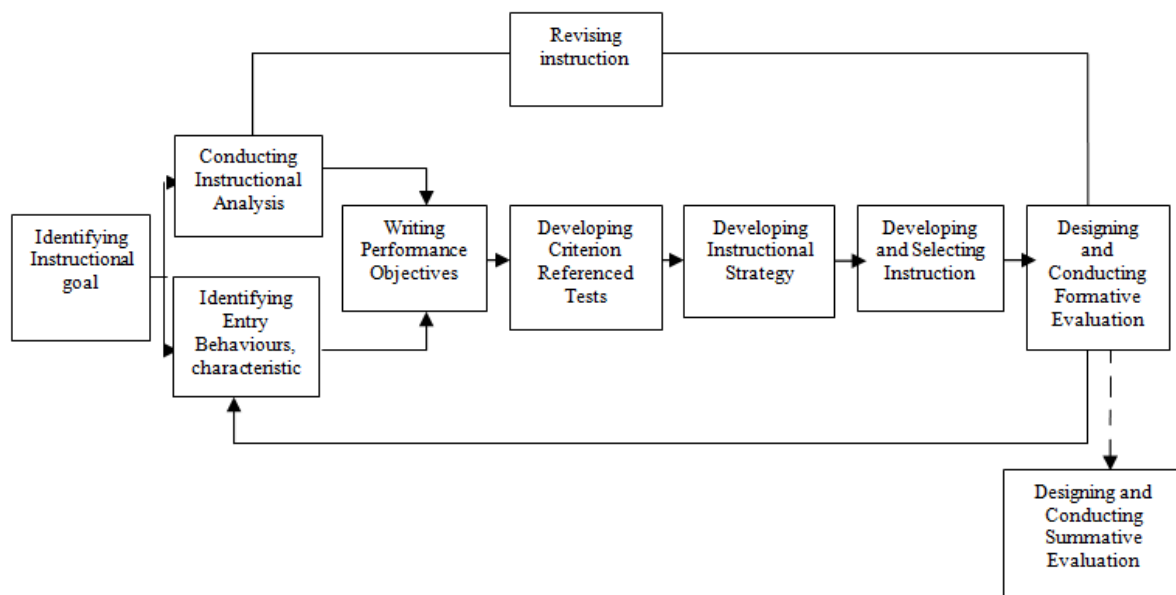 Revising
instruction
Conducting
Instructional
Analysis
Identifying
Instructional
goal
Identifying
Entry
Behaviours,
characteristic
Writing
Performance
Objectives
Developing
Criterion
Referenced
Tests
Developing
Instructional
Strategy
Developing
and Selecting
Instruction
Designing
and
Conducting
Formative
Evaluation
Designing and
Conducting
Summative
Evaluation